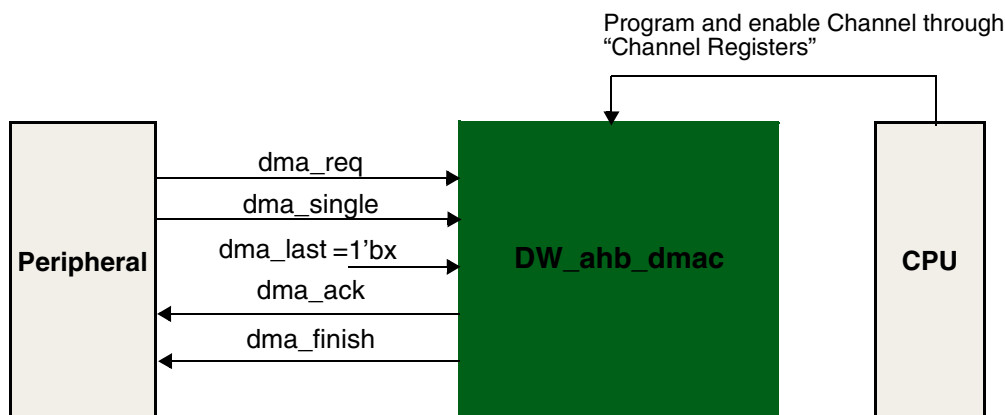 Program and enable Channel through
“Channel Registers”
dma_req
dma_single
dma_last =1’bx
dma_ack
dma_finish
Peripheral
DW_ahb_dmac
CPU